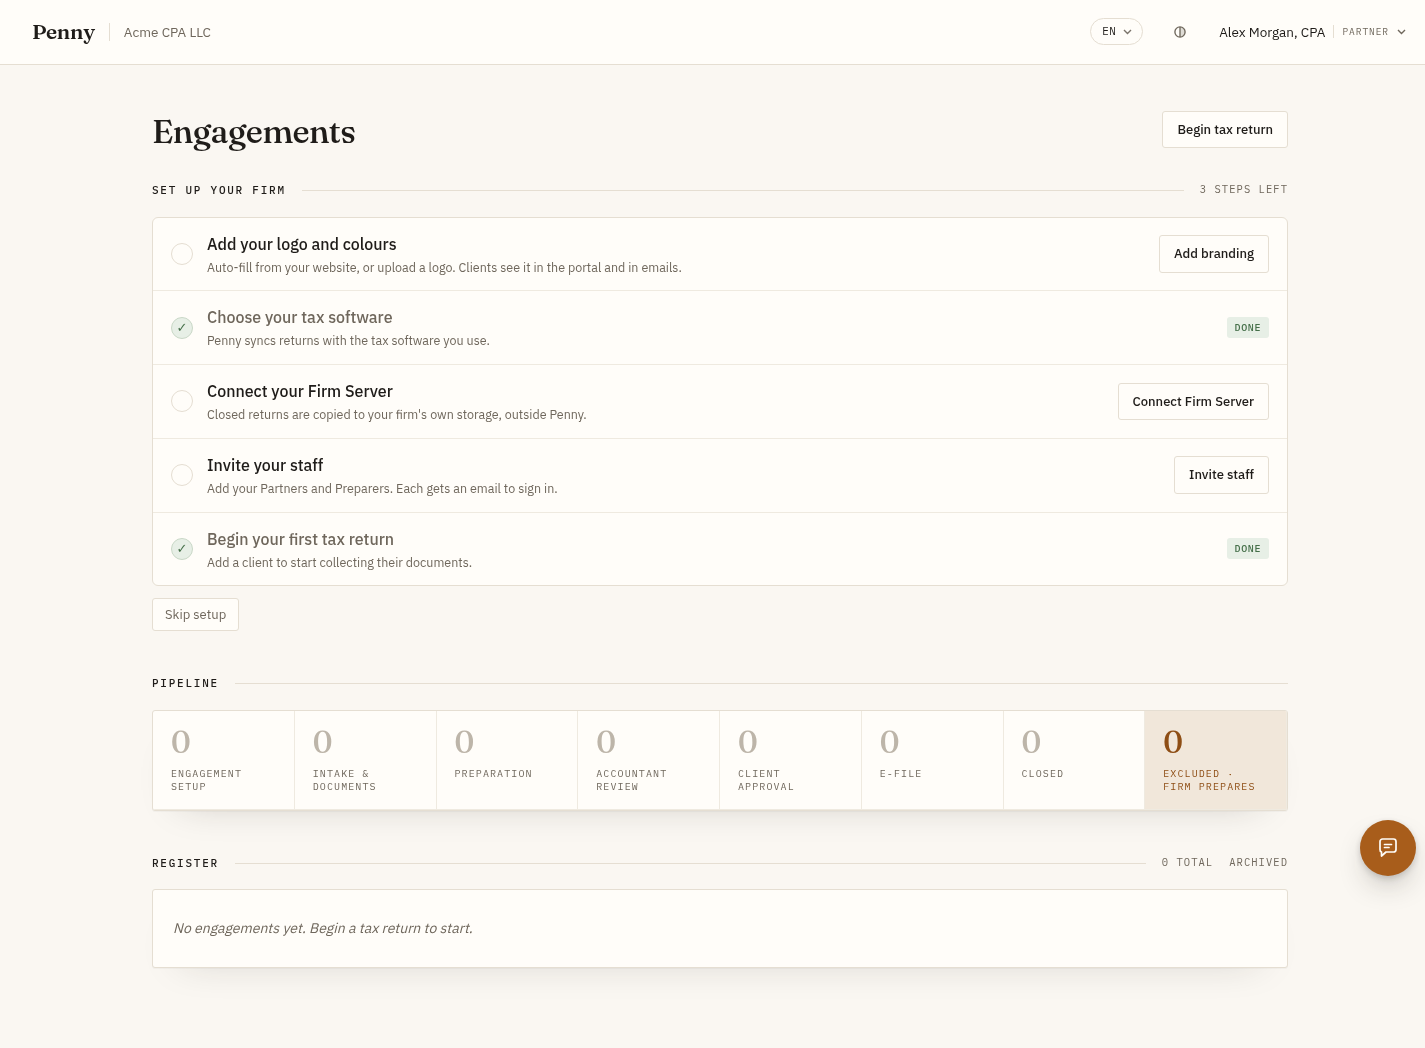 Penny
Acme CPA LLC
EN
Alex Morgan, CPA
PARTNER
Engagements
Begin tax return
SET UP YOUR FIRM
3 STEPS LEFT
Add your logo and colours
Auto-fill from your website, or upload a logo. Clients see it in the portal and in emails.
Add branding
✓
Choose your tax software
Penny syncs returns with the tax software you use.
DONE
Connect your Firm Server
Closed returns are copied to your firm's own storage, outside Penny.
Connect Firm Server
Invite your staff
Add your Partners and Preparers. Each gets an email to sign in.
Invite staff
✓
Begin your first tax return
Add a client to start collecting their documents.
DONE
Skip setup
PIPELINE
0
ENGAGEMENT
SETUP
0
INTAKE &
DOCUMENTS
0
PREPARATION
0
ACCOUNTANT
REVIEW
0
CLIENT
APPROVAL
0
E-FILE
0
CLOSED
0
EXCLUDED ·
FIRM PREPARES
REGISTER
0 TOTAL
ARCHIVED
No engagements yet. Begin a tax return to start.